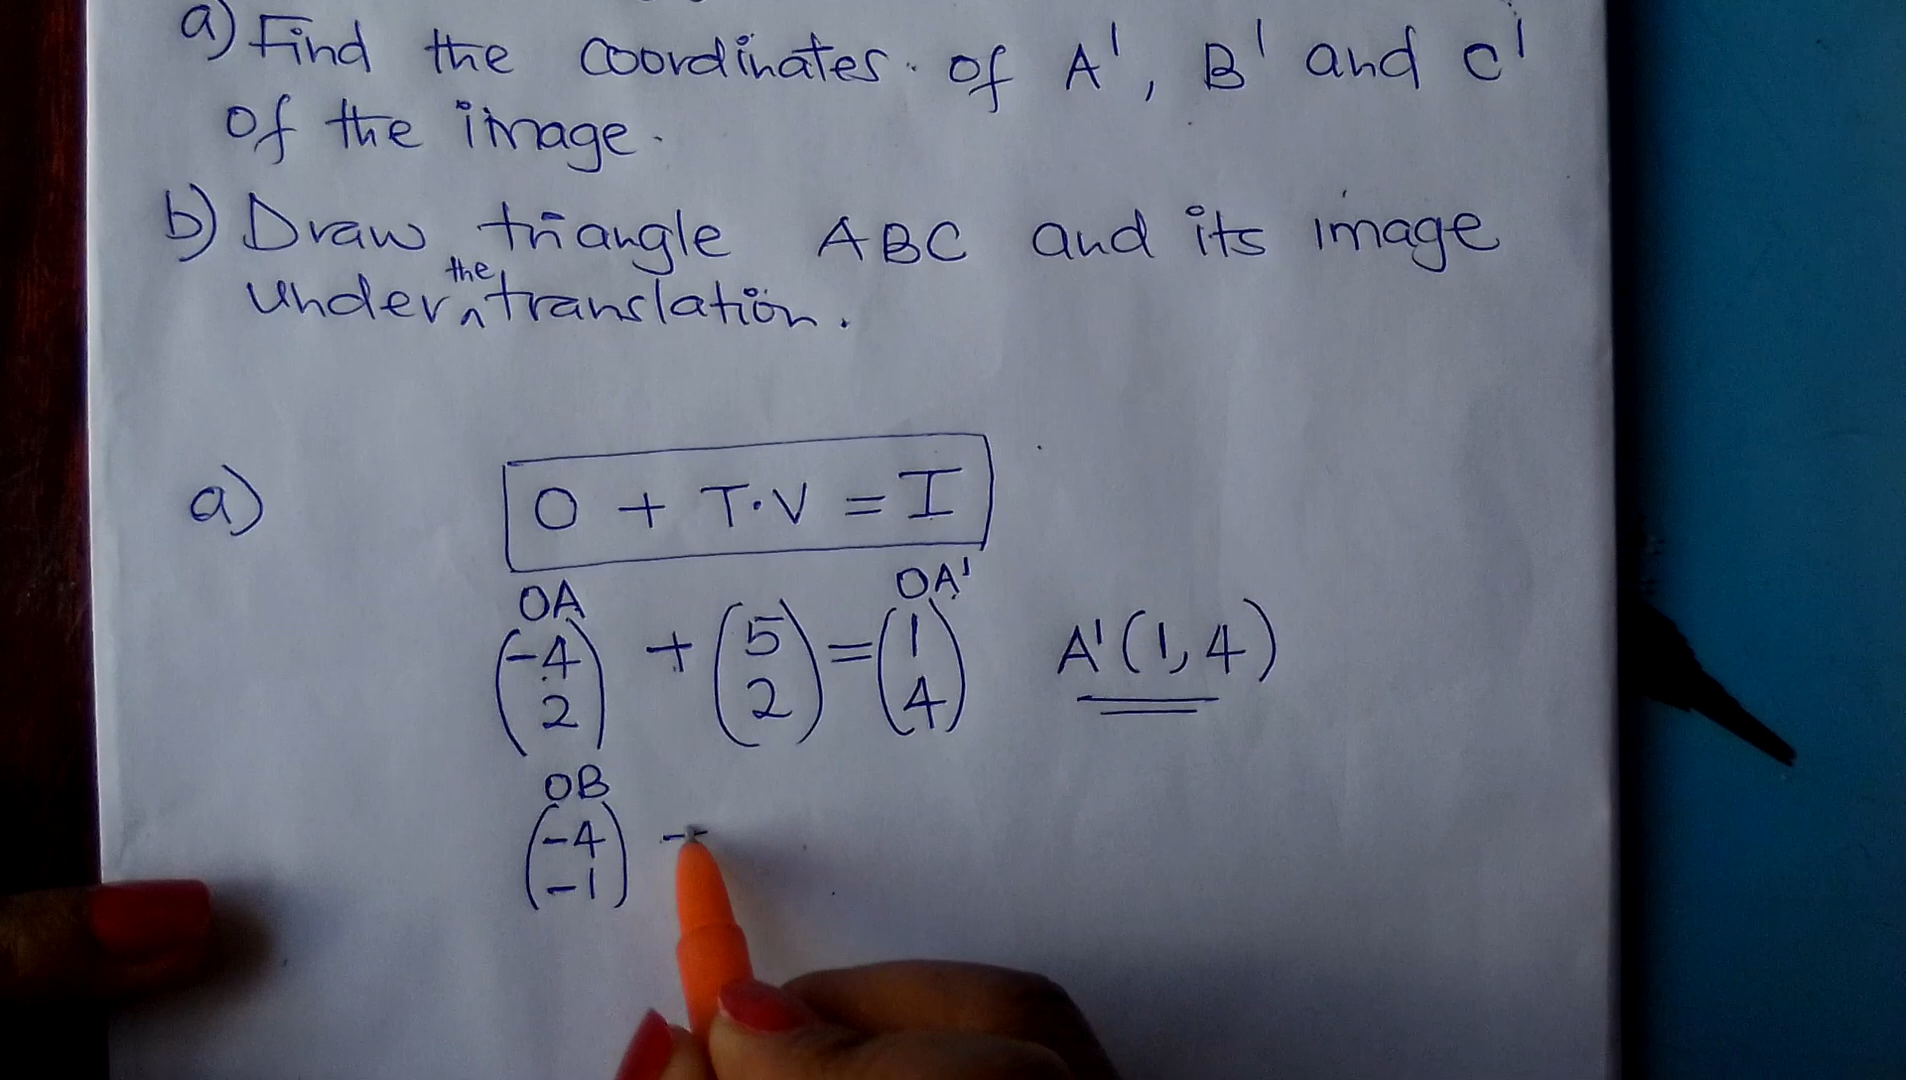 a) Find the coordinates of A', B' and C'
of the image.
b) Draw triangle ABC and its image
under the translation.
a) O + T.V = I
OA OA'
(-4 2) + (5 2) = (1 4) A'(1,4)
OB
(-4 -1) +